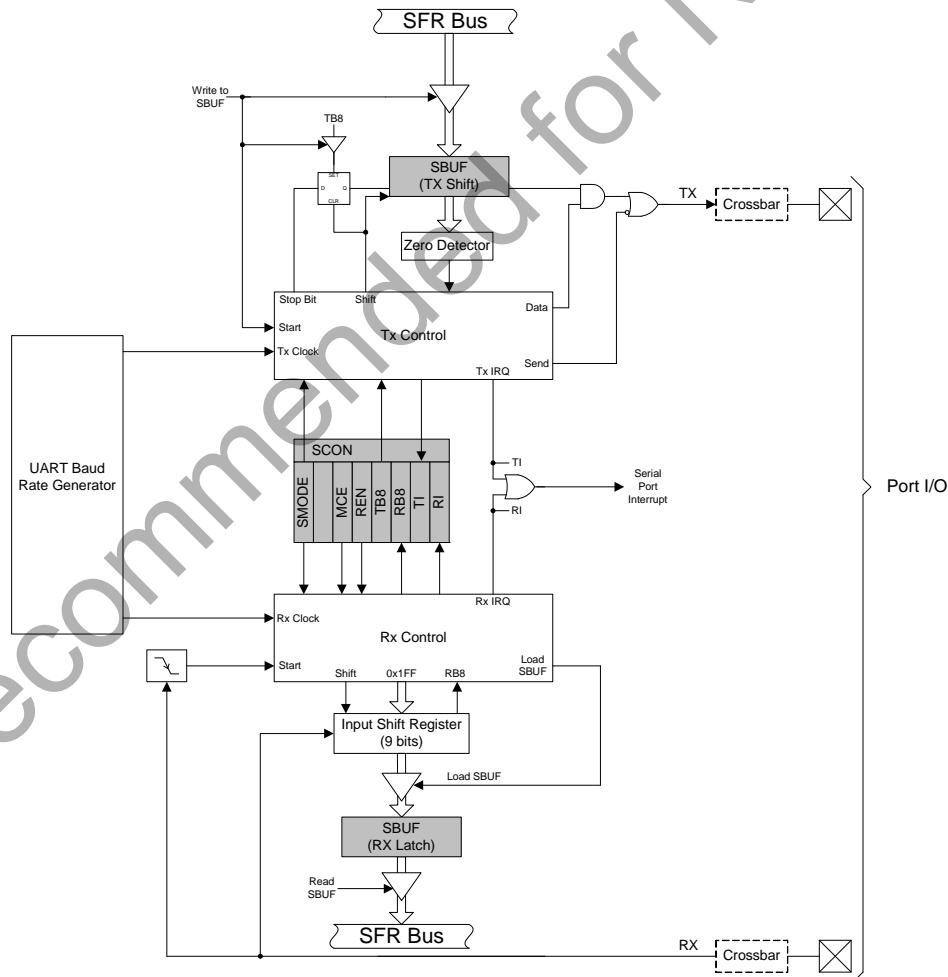 SFR Bus
Write to
SBUF
TB8
SET
D
Q
CLR
SBUF
(TX Shift)
TX
Crossbar
Zero Detector
Stop Bit
Shift
Data
Start
Tx Control
Tx Clock
Send
Tx IRQ
UART Baud
Rate Generator
SCON
SMODE
MCE
REN
TB8
RB8
TI
RI
TI
Serial
Port
Interrupt
RI
Port I/O
Rx IRQ
Rx Clock
Rx Control
Start
Load
SBUF
Shift
0x1FF
RB8
Input Shift Register
(9 bits)
Load SBUF
SBUF
(RX Latch)
Read
SBUF
SFR Bus
RX
Crossbar
ecommended for